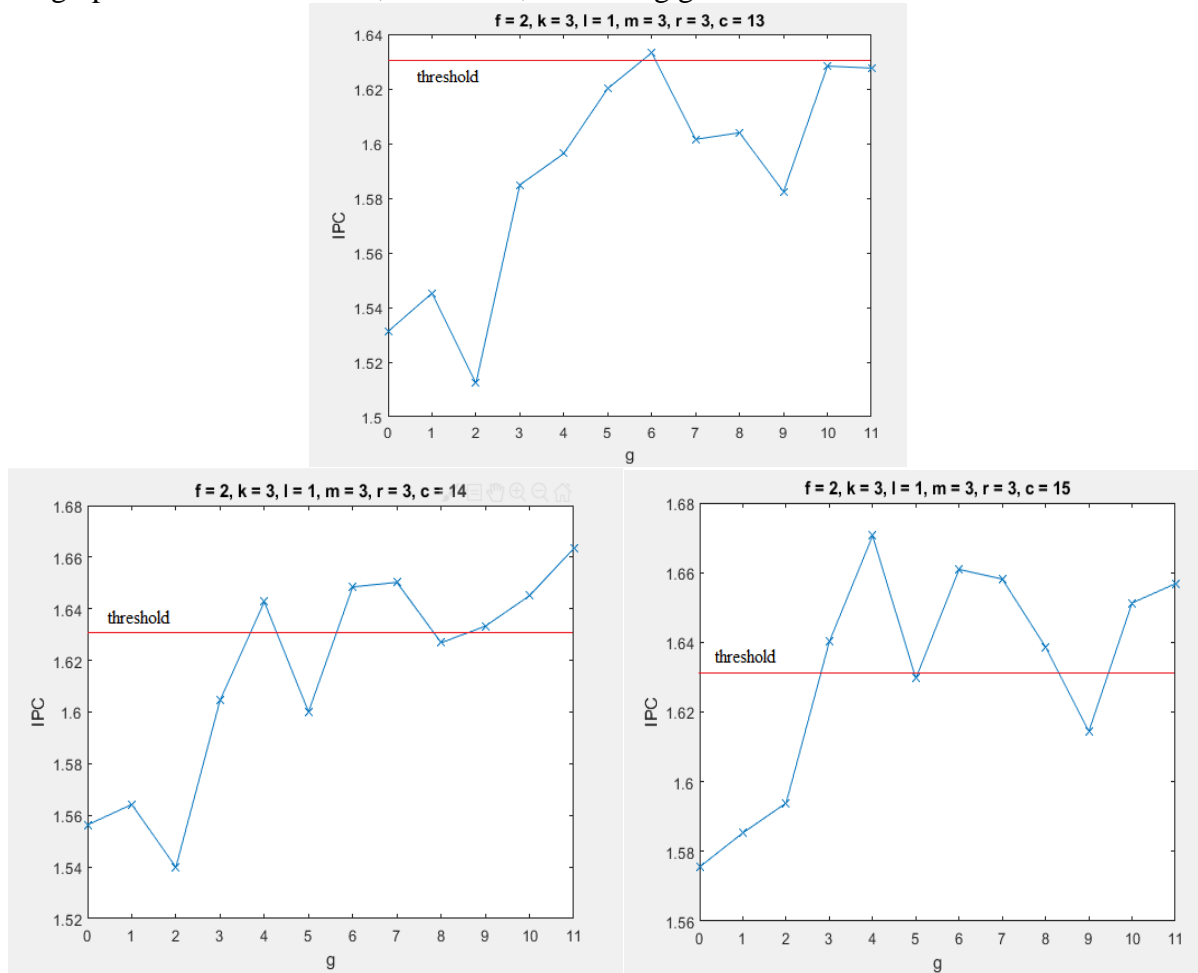 f = 2, k = 3, l = 1, m = 3, r = 3, c = 13
1.64
threshold
1.62
1.6
1.58
IPC
1.56
1.54
1.52
1.5
0 1 2 3 4 5 6 7 8 9 10 11
g
f = 2, k = 3, l = 1, m = 3, r = 3, c = 14
1.68
1.66
1.64
threshold
1.62
1.6
IPC
1.58
1.56
1.54
1.52
0 1 2 3 4 5 6 7 8 9 10 11
g
f = 2, k = 3, l = 1, m = 3, r = 3, c = 15
1.68
1.66
1.64
threshold
1.62
IPC
1.6
1.58
1.56
0 1 2 3 4 5 6 7 8 9 10 11
g